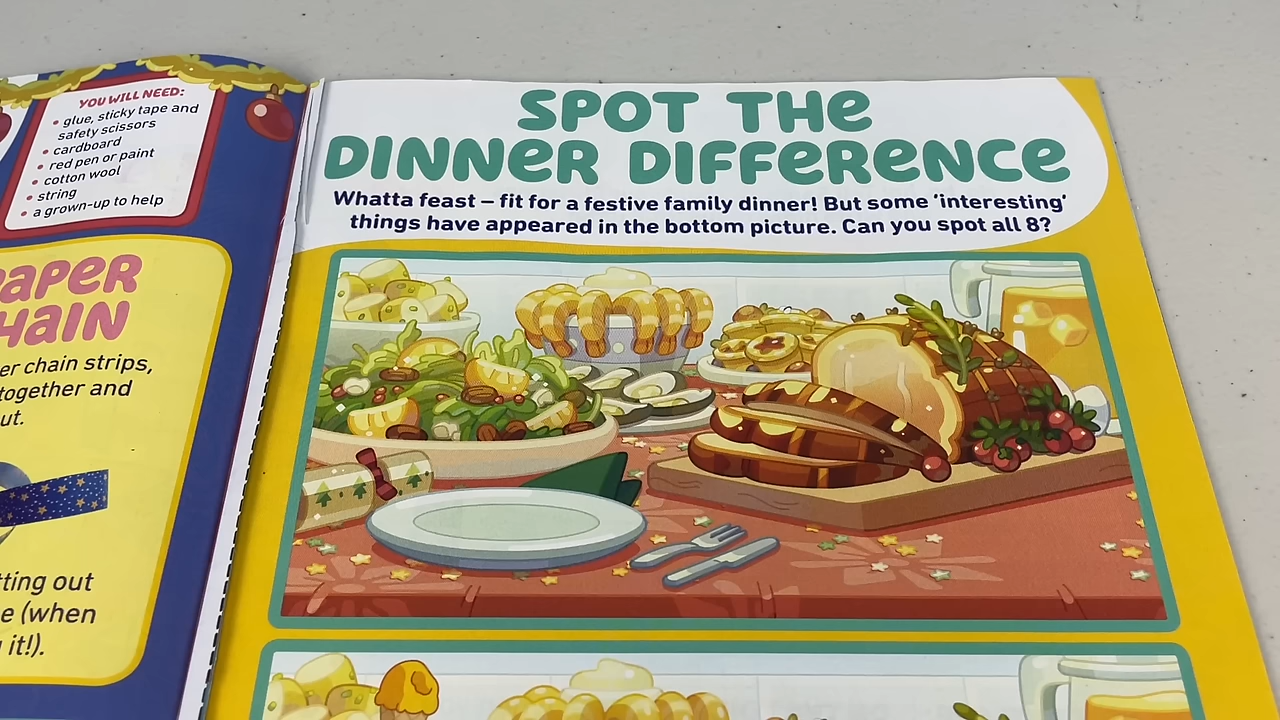 YOU WILL NEED:
• glue, sticky tape and
safety scissors
• cardboard
• red pen or paint
• cotton wool
• string
• a grown-up to help
PAPER
CHAIN
er chain strips,
together and
ut.
tting out
e (when
it!).
SPOT THE
DINNER DIFFERENCE
Whatta feast – fit for a festive family dinner! But some ‘interesting’
things have appeared in the bottom picture. Can you spot all 8?